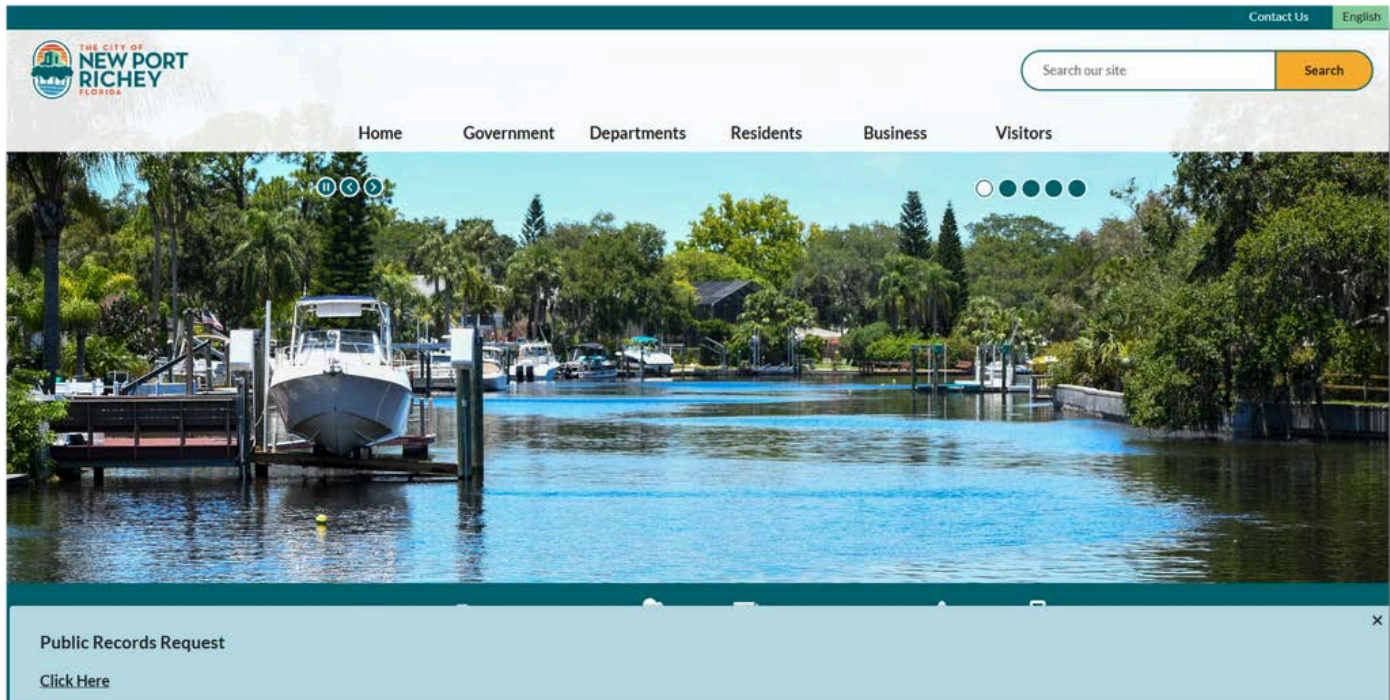 Contact Us
English
THE CITY OF
NEW PORT
RICHEY
FLORIDA
Search our site
Search
Home
Government
Departments
Residents
Business
Visitors
Public Records Request
Click Here